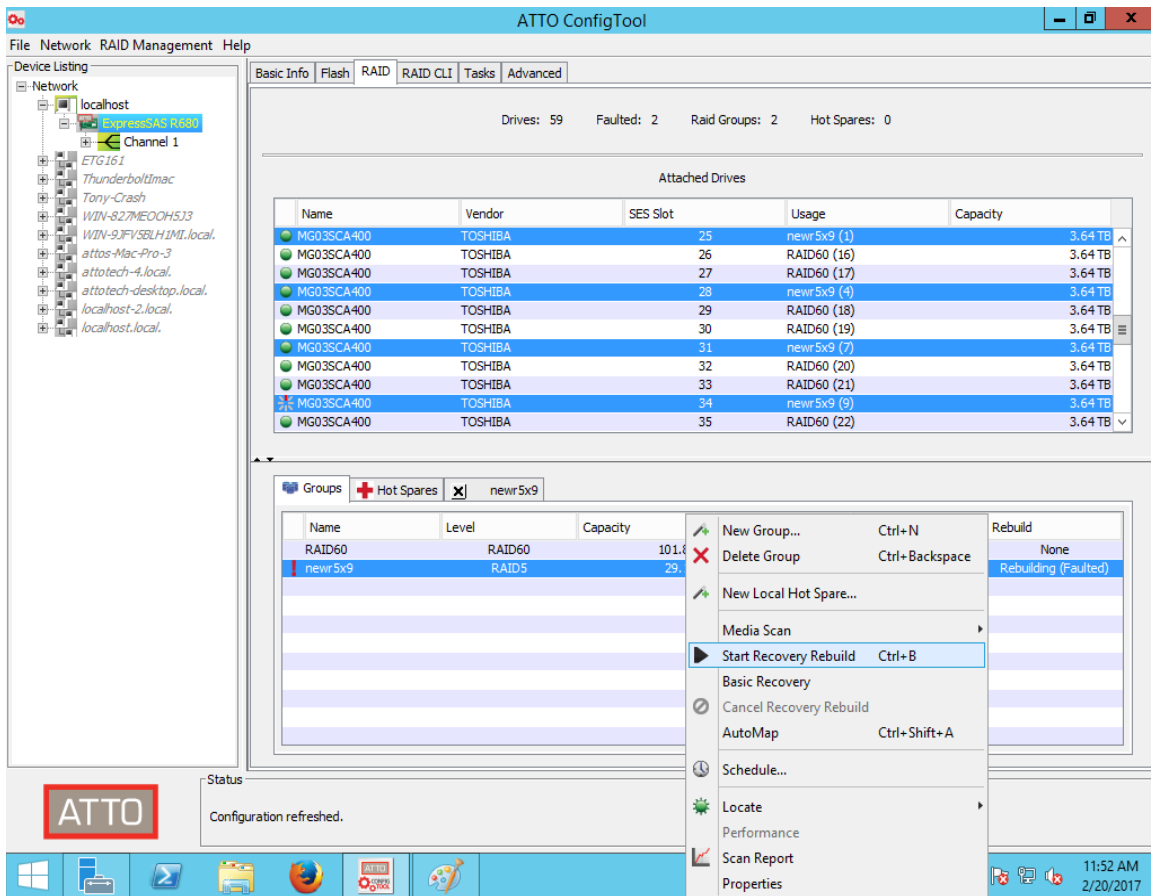 ATTO ConfigTool
File Network RAID Management Help
Device Listing
Network
localhost
ExpressSAS R680
Channel 1
ETG161
ThunderboltImac
Tony-Crash
WIN-827MEOOH5J3
WIN-9JFV5BLH1MI.local.
attos-Mac-Pro-3
attotech-4.local.
attotech-desktop.local.
localhost-2.local.
localhost.local.
Basic Info Flash RAID RAID CLI Tasks Advanced
Drives: 59 Faulted: 2 Raid Groups: 2 Hot Spares: 0
Attached Drives
Name Vendor SES Slot Usage Capacity
MG03SCA400 TOSHIBA 25 newr5x9 (1) 3.64 TB
MG03SCA400 TOSHIBA 26 RAID60 (16) 3.64 TB
MG03SCA400 TOSHIBA 27 RAID60 (17) 3.64 TB
MG03SCA400 TOSHIBA 28 newr5x9 (4) 3.64 TB
MG03SCA400 TOSHIBA 29 RAID60 (18) 3.64 TB
MG03SCA400 TOSHIBA 30 RAID60 (19) 3.64 TB
MG03SCA400 TOSHIBA 31 newr5x9 (7) 3.64 TB
MG03SCA400 TOSHIBA 32 RAID60 (20) 3.64 TB
MG03SCA400 TOSHIBA 33 RAID60 (21) 3.64 TB
MG03SCA400 TOSHIBA 34 newr5x9 (9) 3.64 TB
MG03SCA400 TOSHIBA 35 RAID60 (22) 3.64 TB
Groups Hot Spares newr5x9
Name Level Capacity Rebuild
RAID60 RAID60 101.8 None
newr5x9 RAID5 29. Rebuilding (Faulted)
New Group... Ctrl+N
Delete Group Ctrl+Backspace
New Local Hot Spare...
Media Scan
Start Recovery Rebuild Ctrl+B
Basic Recovery
Cancel Recovery Rebuild
AutoMap Ctrl+Shift+A
Schedule...
Locate
Performance
Scan Report
Properties
ATTO
Status
Configuration refreshed.
11:52 AM
2/20/2017